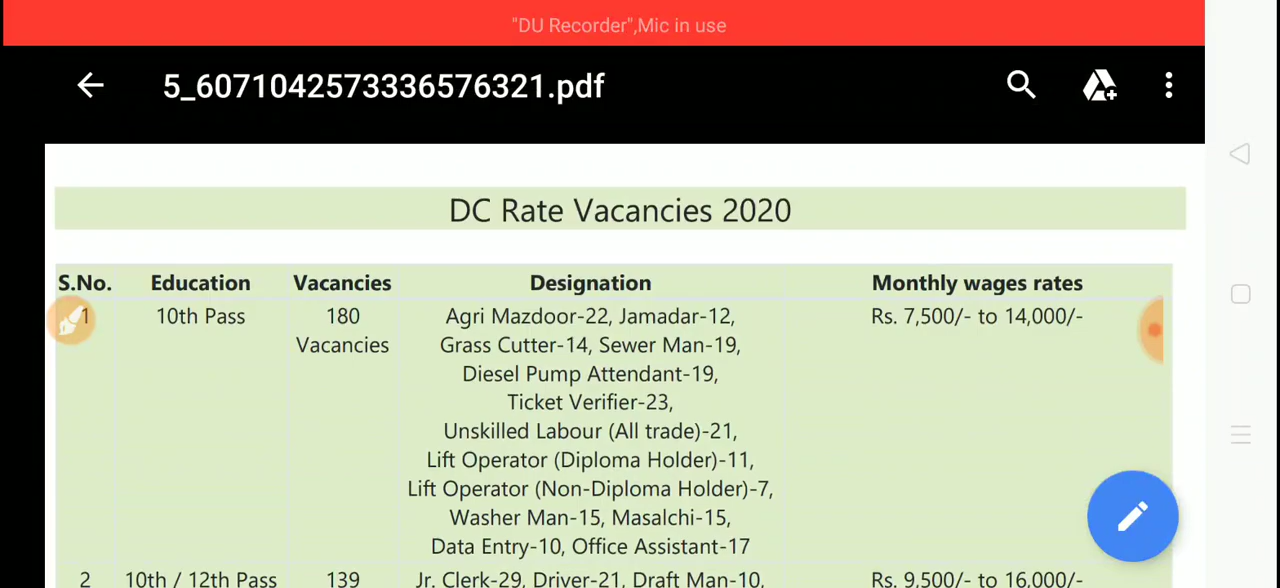 "DU Recorder",Mic in use
5_6071042573336576321.pdf
DC Rate Vacancies 2020
S.No. Education Vacancies Designation Monthly wages rates
1 10th Pass 180 Agri Mazdoor-22, Jamadar-12, Rs. 7,500/- to 14,000/-
Vacancies Grass Cutter-14, Sewer Man-19,
Diesel Pump Attendant-19,
Ticket Verifier-23,
Unskilled Labour (All trade)-21,
Lift Operator (Diploma Holder)-11,
Lift Operator (Non-Diploma Holder)-7,
Washer Man-15, Masalchi-15,
Data Entry-10, Office Assistant-17
2 10th / 12th Pass 139 Jr. Clerk-29, Driver-21, Draft Man-10, Rs. 9,500/- to 16,000/-